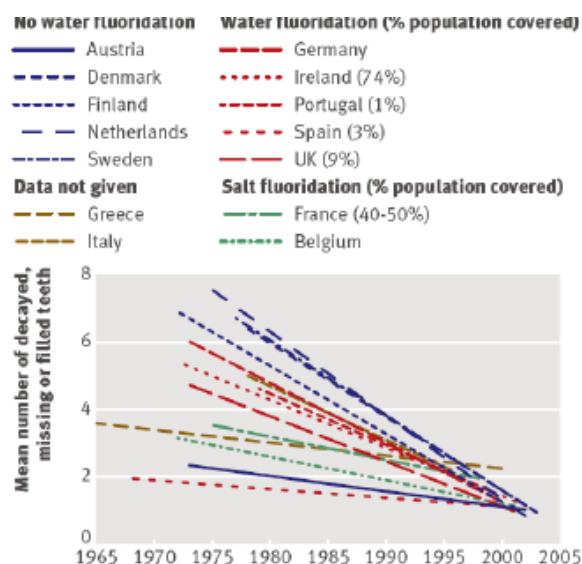 No water fluoridation
Austria
Denmark
Finland
Netherlands
Sweden
Water fluoridation (% population covered)
Germany
Ireland (74%)
Portugal (1%)
Spain (3%)
UK (9%)
Data not given
Greece
Italy
Salt fluoridation (% population covered)
France (40-50%)
Belgium
Mean number of decayed,
missing or filled teeth
8
6
4
2
0
1965 1970 1975 1980 1985 1990 1995 2000 2005